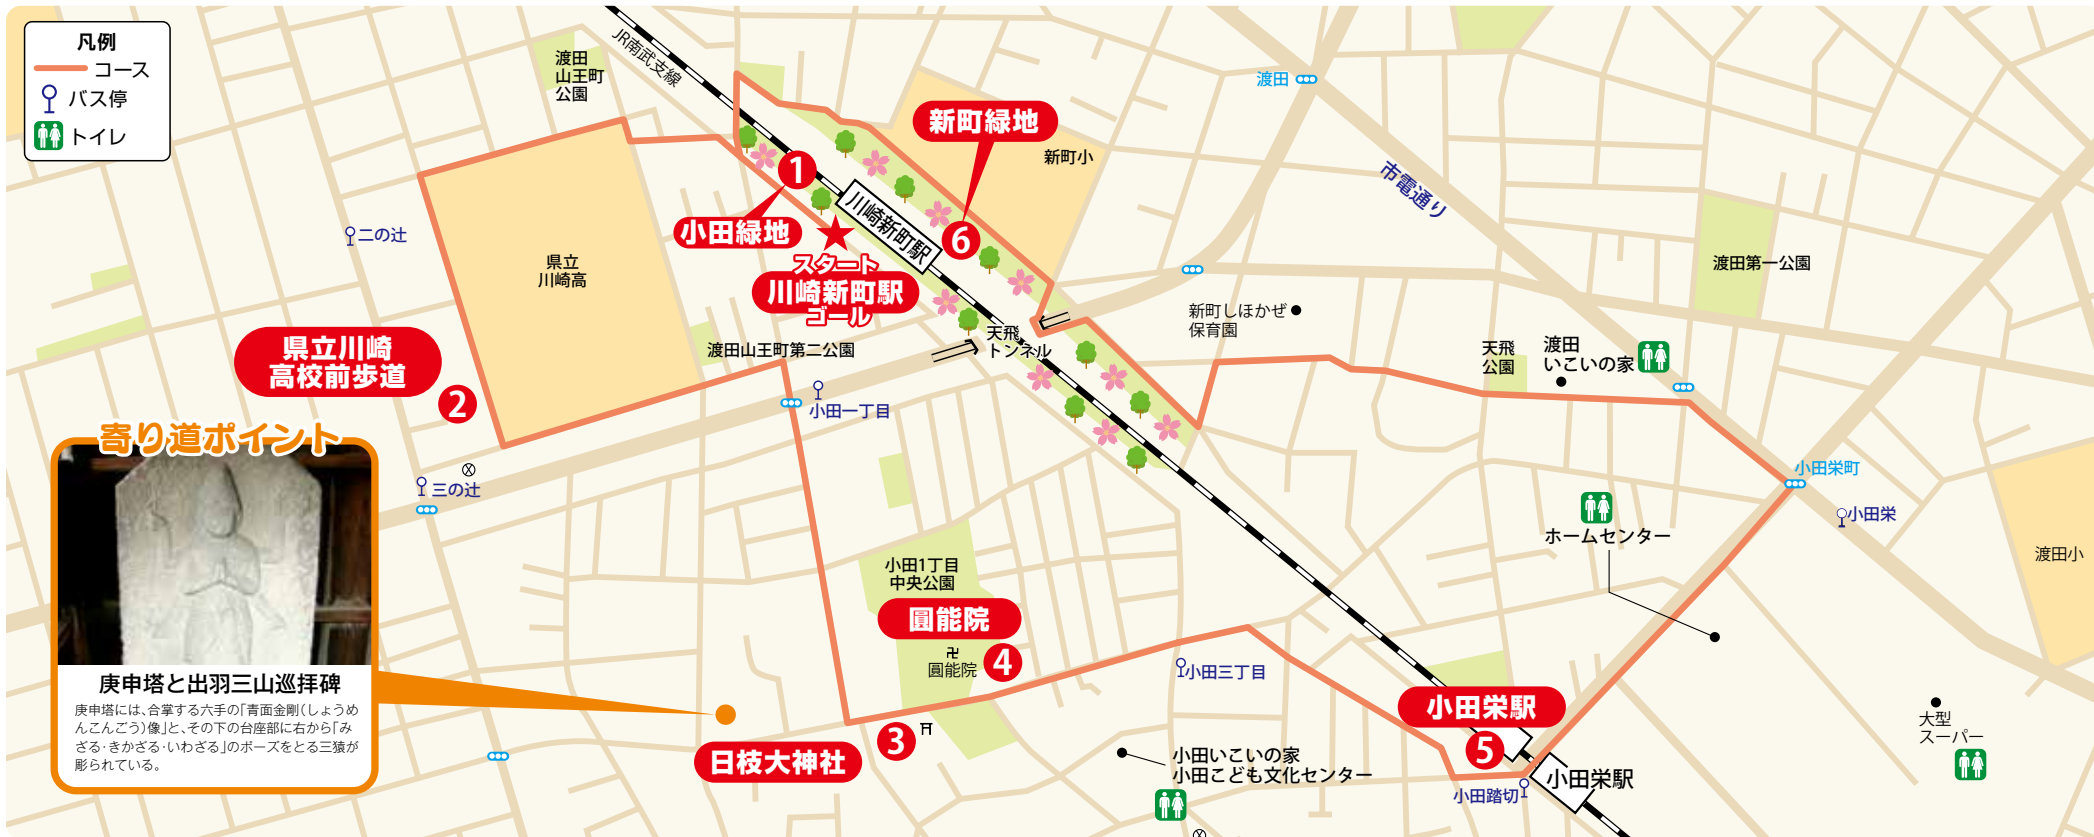 凡例
コース
バス停
トイレ
渡田
山王町
公園
JR南武支線
渡田
新町緑地
新町小
市電通り
1
小田緑地
川崎新町駅
6
スタート
川崎新町駅
ゴール
二の辻
県立
川崎高
渡田第一公園
新町しほかぜ
保育園
天飛
トンネル
渡田山王町第二公園
天飛
公園
渡田
いこいの家
県立川崎
高校前歩道
2
小田一丁目
三の辻
小田栄町
小田栄
ホームセンター
渡田小
寄り道ポイント
庚申塔と出羽三山巡拝碑
庚申塔には、合掌する六手の「青面金剛(しょうめ
んこんごう)像」と、その下の台座部に右から「み
ざる・きかざる・いわざる」のポーズをとる三猿が
彫られている。
小田1丁目
中央公園
圓能院
卍
圓能院
4
小田三丁目
日枝大神社
3
小田いこいの家
小田こども文化センター
小田栄駅
5
小田栄駅
小田踏切
大型
スーパー